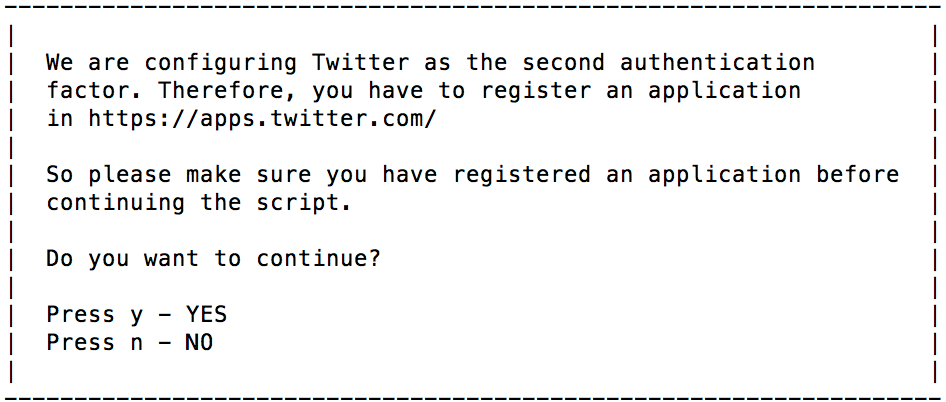 We are configuring Twitter as the second authentication
factor. Therefore, you have to register an application
in https://apps.twitter.com/
So please make sure you have registered an application before
continuing the script.
Do you want to continue?
Press y – YES
Press n – NO